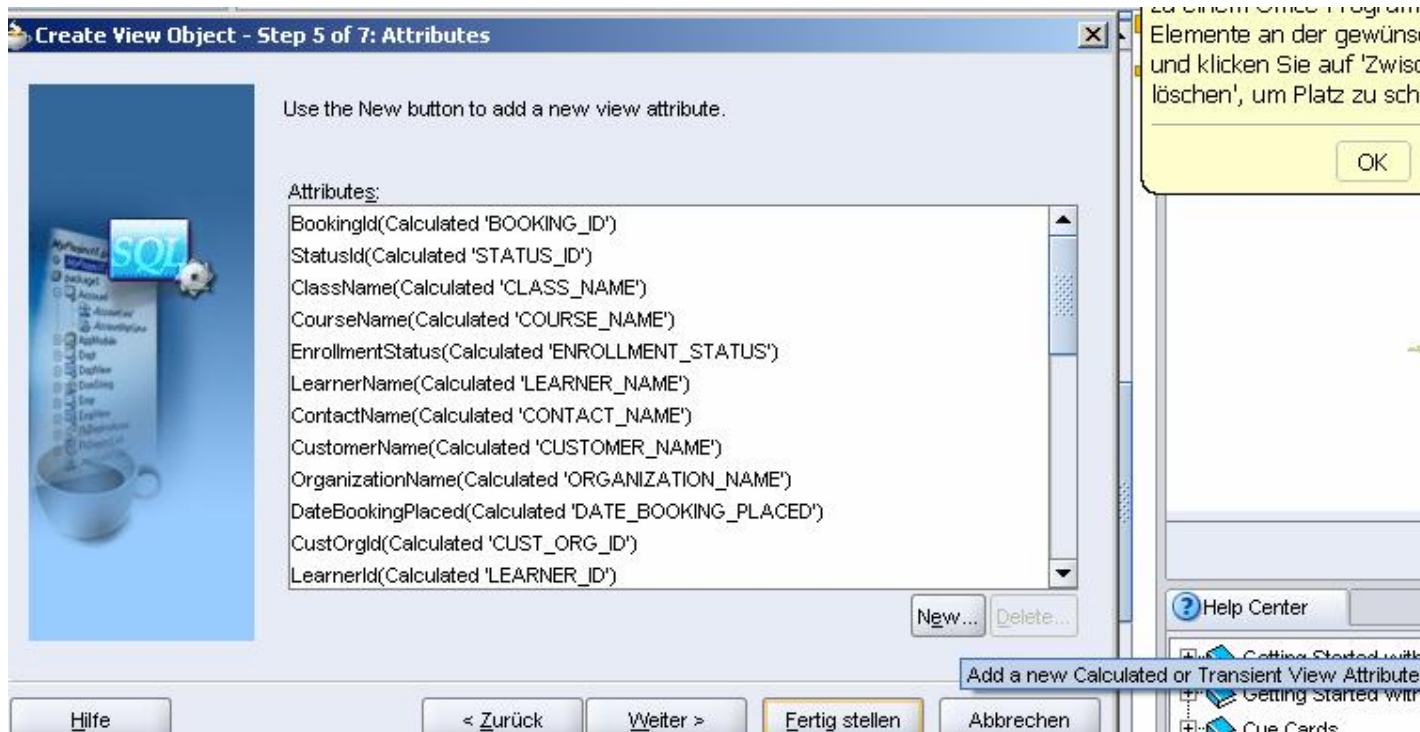 Create View Object - Step 5 of 7: Attributes
Elemente an der
und klicken Sie auf
löschen', um Platz zu
OK
Use the New button to add a new view attribute.
Attributes:
BookingId(Calculated 'BOOKING_ID')
StatusId(Calculated 'STATUS_ID')
ClassName(Calculated 'CLASS_NAME')
CourseName(Calculated 'COURSE_NAME')
EnrollmentStatus(Calculated 'ENROLLMENT_STATUS')
LearnerName(Calculated 'LEARNER_NAME')
ContactName(Calculated 'CONTACT_NAME')
CustomerName(Calculated 'CUSTOMER_NAME')
OrganizationName(Calculated 'ORGANIZATION_NAME')
DateBookingPlaced(Calculated 'DATE_BOOKING_PLACED')
CustOrgId(Calculated 'CUST_ORG_ID')
LearnerId(Calculated 'LEARNER_ID')
SQL
New... Delete...
Help Center
Add a new Calculated or Transient View Attribute
Getting Started with
Cue Cards
Hilfe
< Zurück
Weiter >
Fertig stellen
Abbrechen